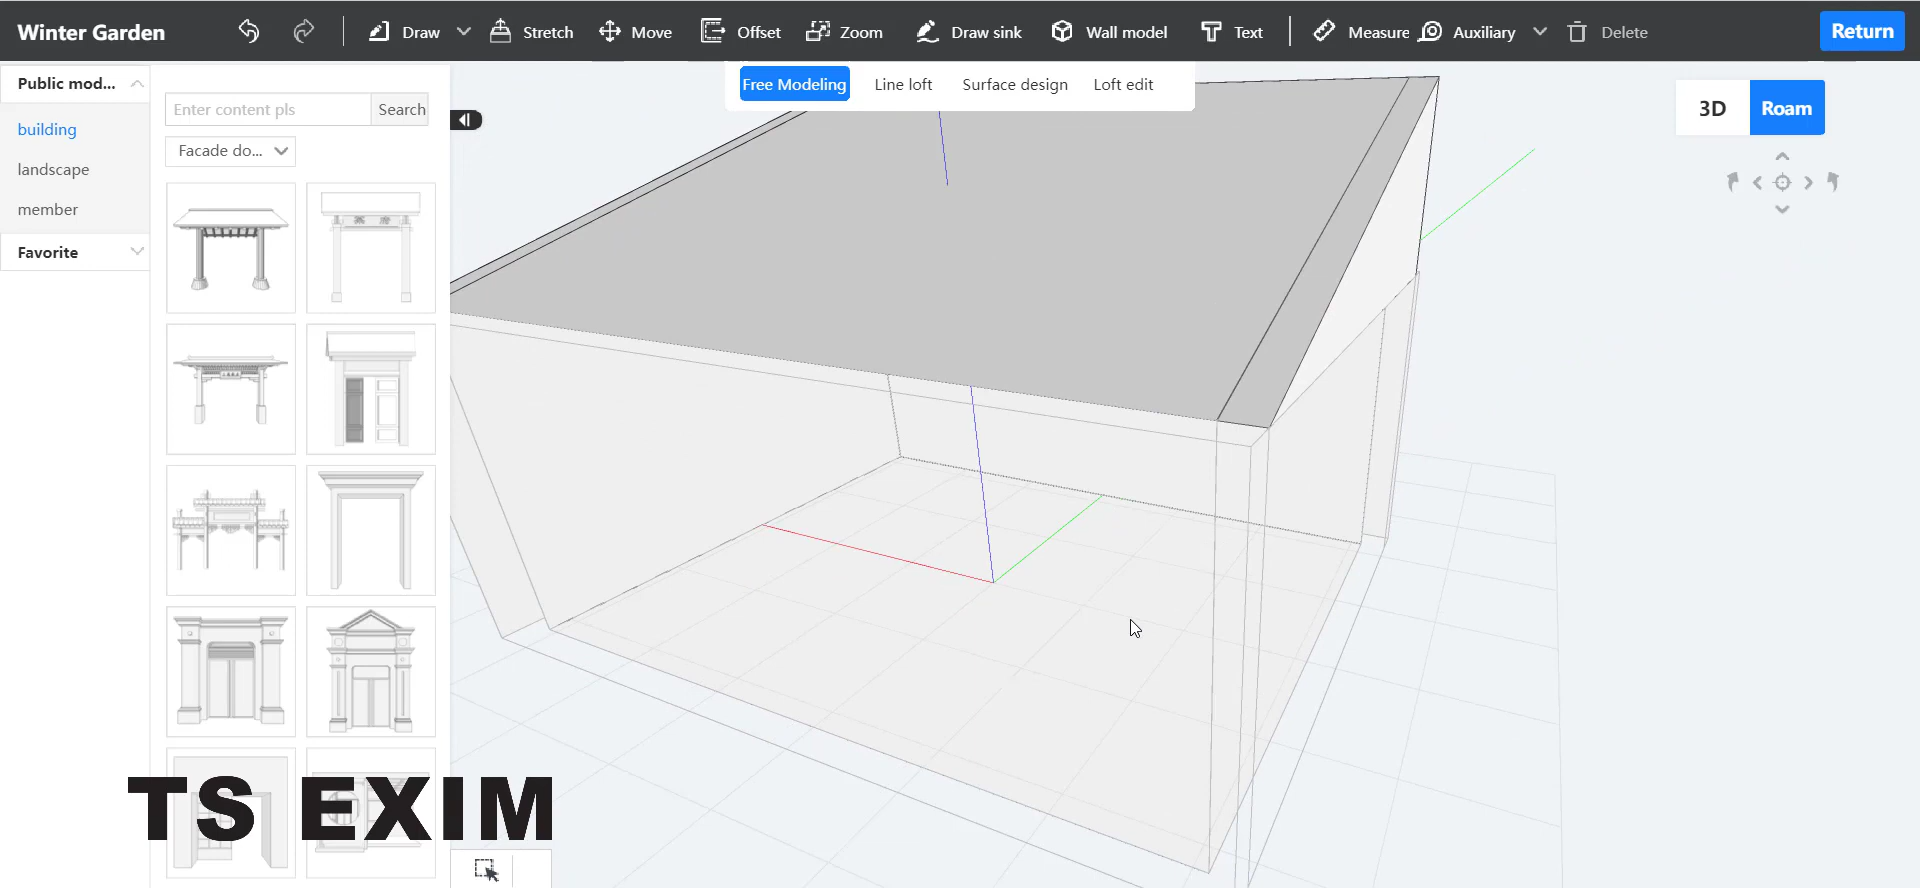 Winter Garden
Draw
Stretch
Move
Offset
Zoom
Draw sink
Wall model
Text
Measure
Auxiliary
Delete
Return
Public mod...
building
landscape
member
Favorite
Enter content pls
Search
Facade do...
Free Modeling
Line loft
Surface design
Loft edit
3D
Roam
TS EXIM